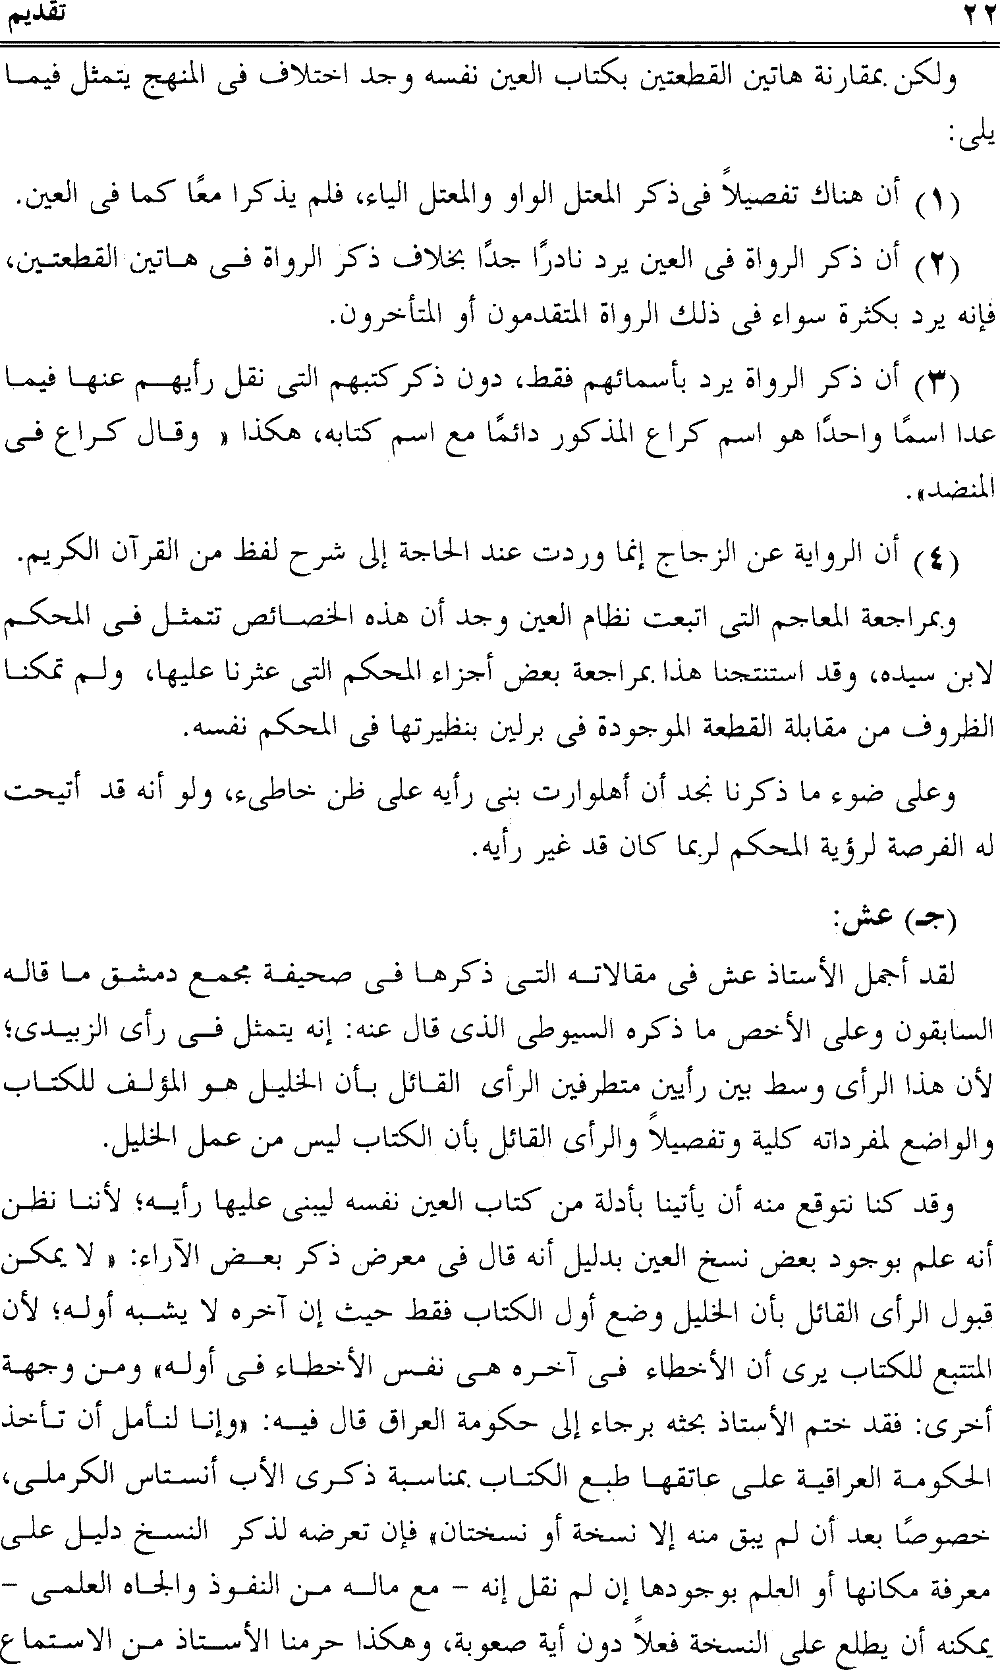 ٢٢ تقديم
ولكن بمقارنة هاتين القطعتين بكتاب العين نفسه وجد اختلاف فى المنهج يتمثل فيما
يلى:
(١) أن هناك تفصيلاً فى ذكر المعتل الواو والمعتل الياء، فلم يذكرا معًا كما فى العين.
(٢) أن ذكر الرواة فى العين يرد نادرًا جدًا بخلاف ذكر الرواة فى هاتين القطعتين،
فإنه يرد بكثرة سواء فى ذلك الرواة المتقدمون أو المتأخرون.
(٣) أن ذكر الرواة يرد بأسمائهم فقط، دون ذكر كتبهم التى نقل رأيهم عنها فيما
عدا اسمًا واحدًا هو اسم كراع المذكور دائمًا مع اسم كتابه، هكذا « وقال كراع فى
المنضد».
(٤) أن الرواية عن الزجاج إنما وردت عند الحاجة إلى شرح لفظ من القرآن الكريم.
وبمراجعة المعاجم التى اتبعت نظام العين وجد أن هذه الخصائص تتمثل فى المحكم
لابن سيده، وقد استنتجنا هذا بمراجعة بعض أجزاء المحكم التى عثرنا عليها، ولم تمكنا
الظروف من مقابلة القطعة الموجودة فى برلين بنظيرتها فى المحكم نفسه.
وعلى ضوء ما ذكرنا نجد أن أهلوارت بنى رأيه على ظن خاطىء، ولو أنه قد أتيحت
له الفرصة لرؤية المحكم لربما كان قد غير رأيه.
(جـ) عش:
لقد أجمل الأستاذ عش فى مقالاته التى ذكرها فى صحيفة مجمع دمشق ما قاله
السابقون وعلى الأخص ما ذكره السيوطى الذى قال عنه: إنه يتمثل فى رأى الزبيدى؛
لأن هذا الرأى وسط بين رأيين متطرفين الرأى القائل بأن الخليل هو المؤلف للكتاب
والواضع لمفرداته كلية وتفصيلاً والرأى القائل بأن الكتاب ليس من عمل الخليل.
وقد كنا نتوقع منه أن يأتينا بأدلة من كتاب العين نفسه ليبنى عليها رأيه؛ لأننا نظن
أنه علم بوجود بعض نسخ العين بدليل أنه قال فى معرض ذكر بعض الآراء: « لا يمكن
قبول الرأى القائل بأن الخليل وضع أول الكتاب فقط حيث إن آخره لا يشبه أوله؛ لأن
المتتبع للكتاب يرى أن الأخطاء فى آخره هى نفس الأخطاء فى أوله» ومن وجهة
أخرى: فقد ختم الأستاذ بحثه برجاء إلى حكومة العراق قال فيه: «وإنا لنأمل أن تأخذ
الحكومة العراقية على عاتقها طبع الكتاب بمناسبة ذكرى الأب أنستاس الكرملى،
خصوصًا بعد أن لم يبق منه إلا نسخة أو نسختان» فإن تعرضه لذكر النسخ دليل على
معرفة مكانها أو العلم بوجودها إن لم نقل إنه - مع ماله من النفوذ والجاه العلمى -
يمكنه أن يطلع على النسخة فعلاً دون أية صعوبة، وهكذا حرمنا الأستاذ من الاستماع